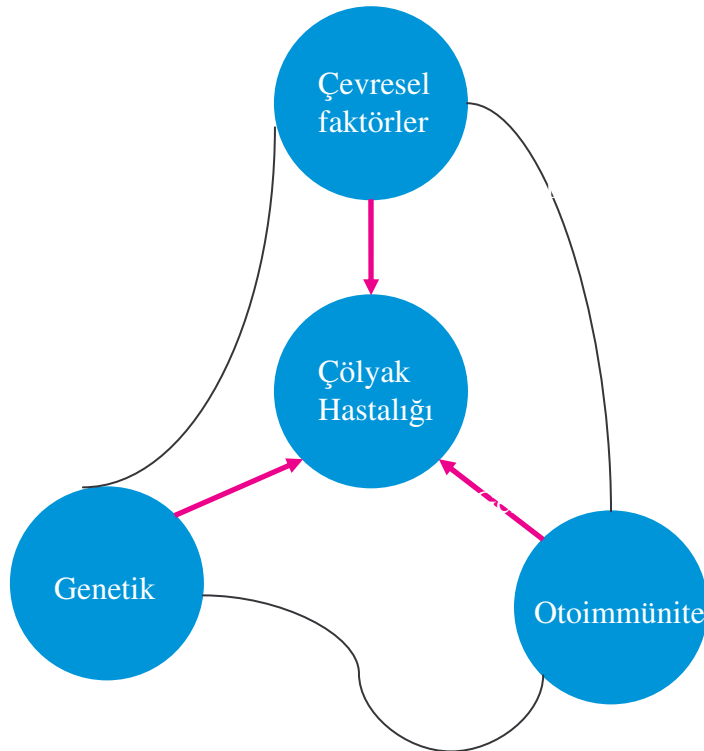 Çevresel
faktörler
Çölyak
Hastalığı
Genetik
Otoimmünite